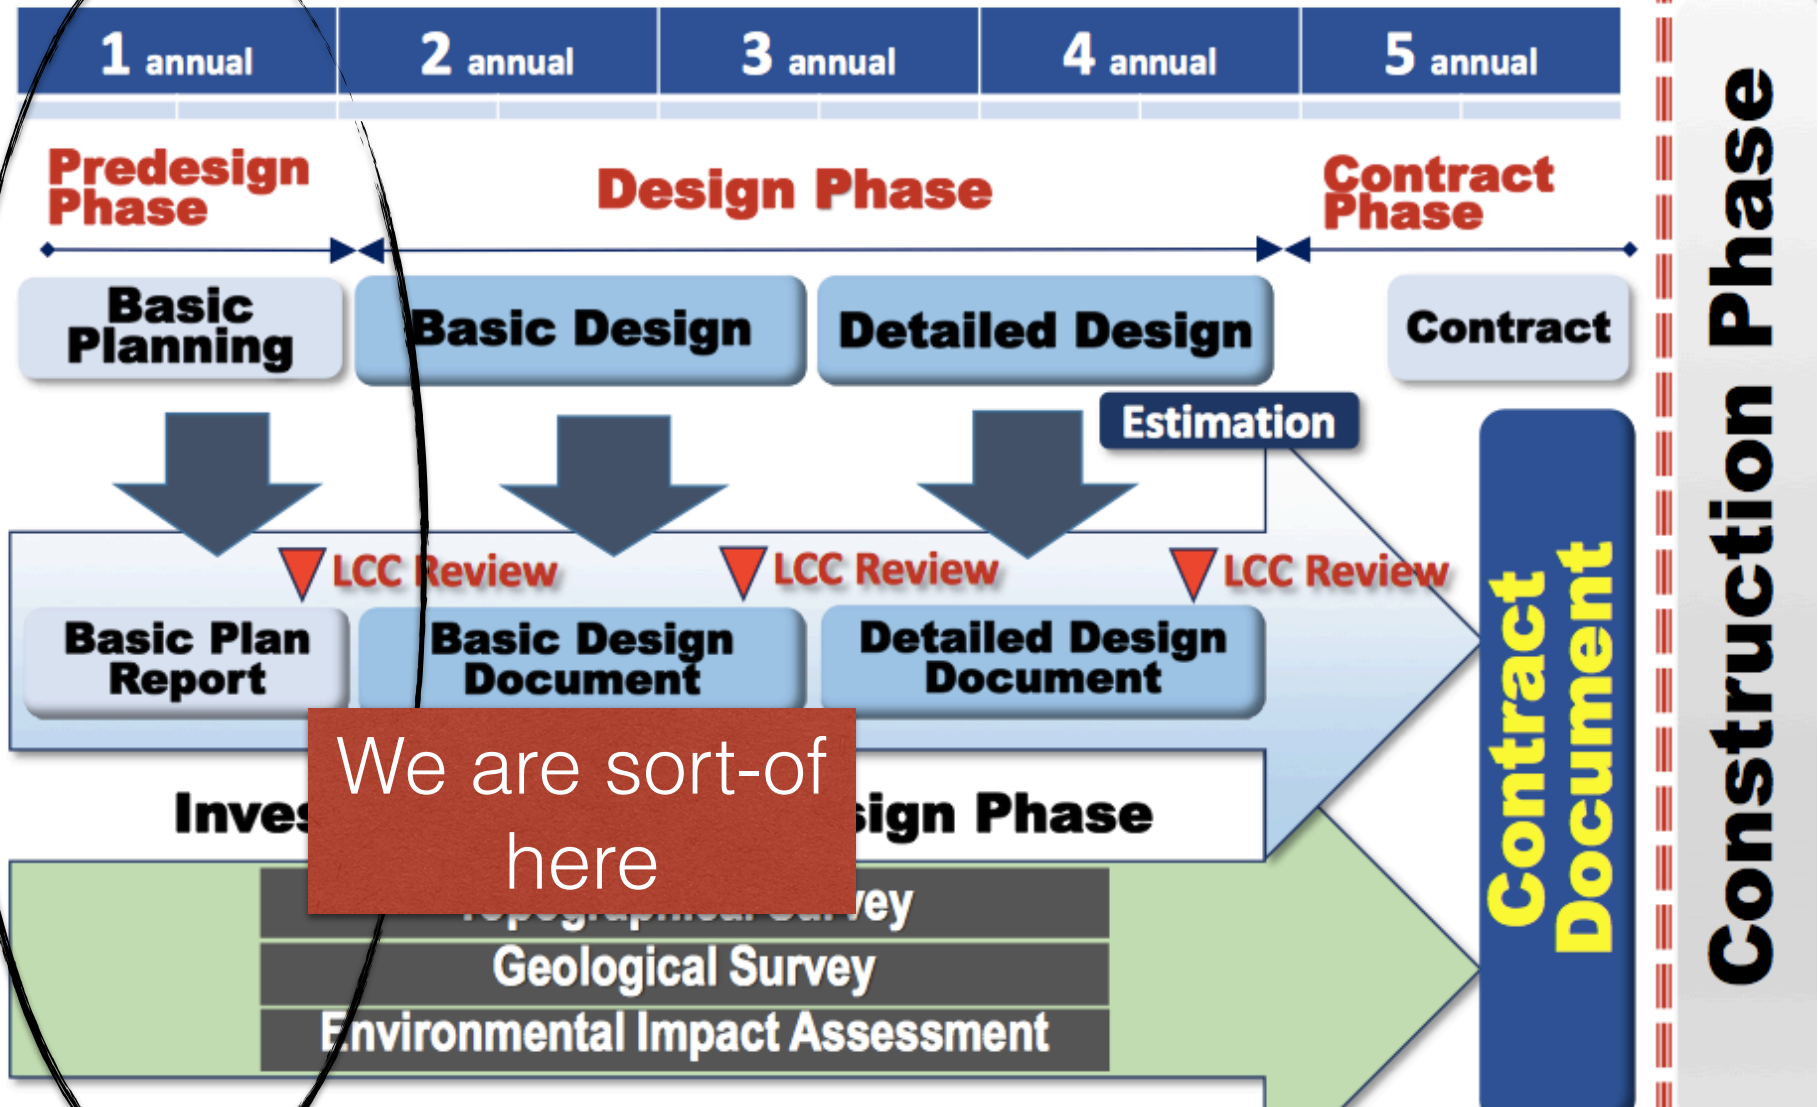 1 annual 2 annual 3 annual 4 annual 5 annual
Predesign
Phase
Design Phase
Contract
Phase
Basic
Planning
Basic Design
Detailed Design
Contract
Estimation
LCC Review
LCC Review
LCC Review
Basic Plan
Report
Basic Design
Document
Detailed Design
Document
We are sort-of
here
Phase
Geological Survey
Environmental Impact Assessment
Contract
Document
Construction Phase